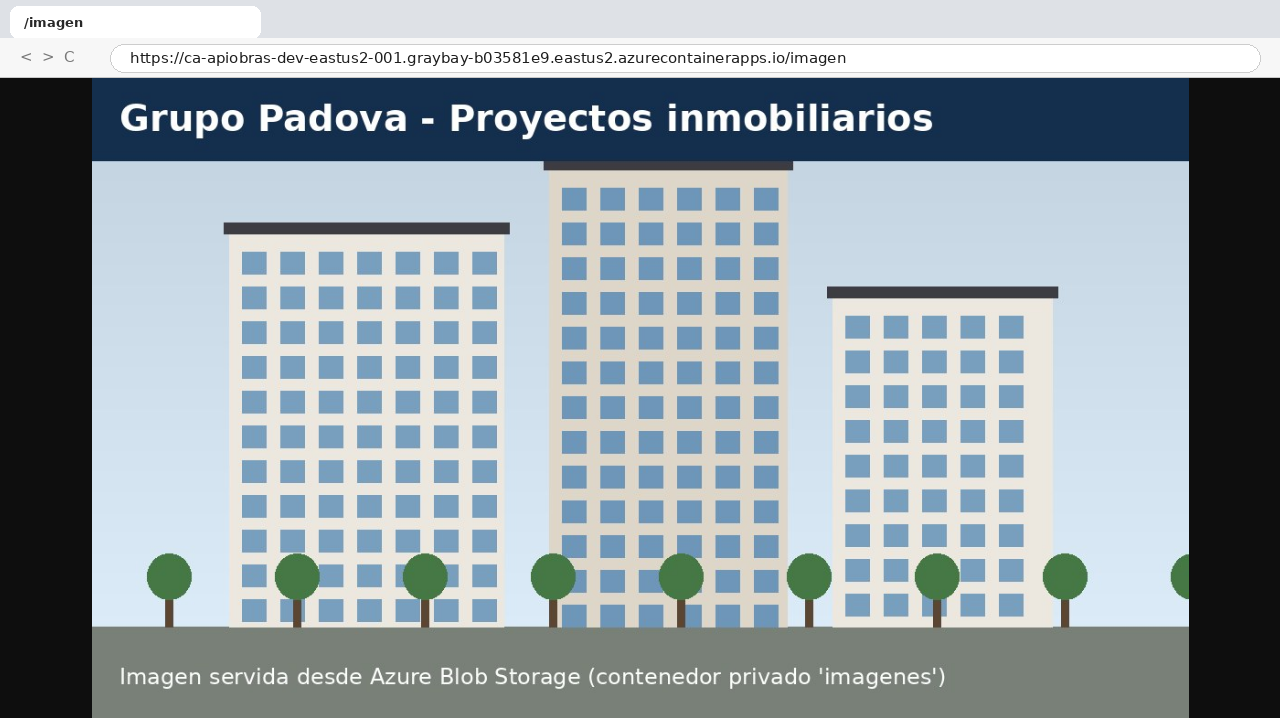 /imagen
< > C
https://ca-apiobras-dev-eastus2-001.graybay-b03581e9.eastus2.azurecontainerapps.io/imagen
Grupo Padova - Proyectos inmobiliarios
Imagen servida desde Azure Blob Storage (contenedor privado 'imagenes')